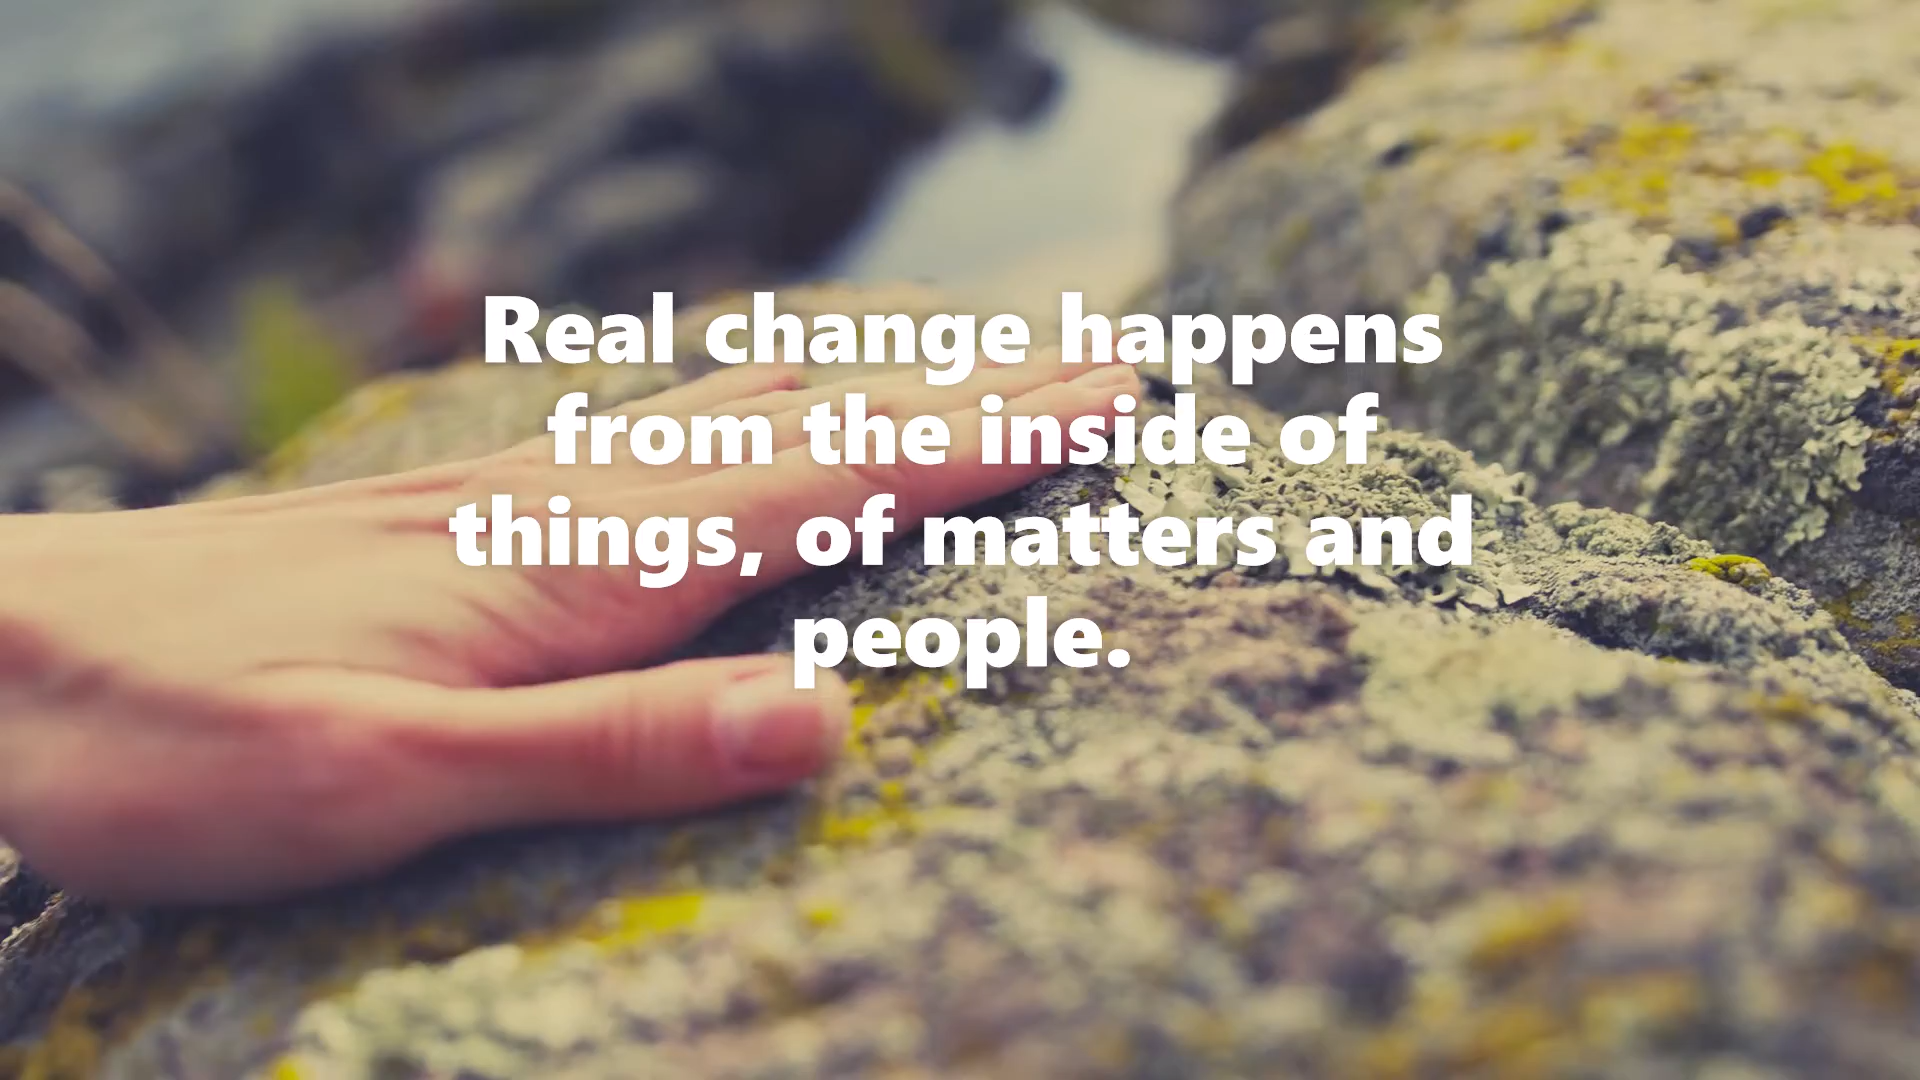 Real change happens
from the inside of
things, of matters and
people.